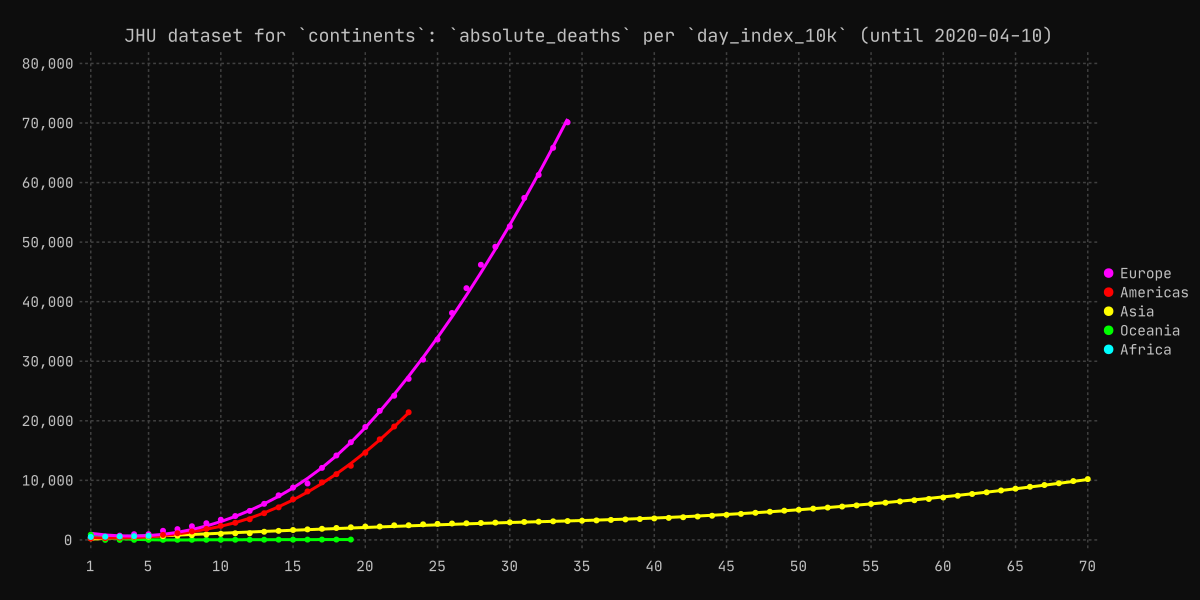 JHU dataset for `continents`: `absolute_deaths` per `day_index_10k` (until 2020-04-10)
80,000
70,000
60,000
50,000
40,000
30,000
20,000
10,000
0
1 5 10 15 20 25 30 35 40 45 50 55 60 65 70
Europe
Americas
Asia
Oceania
Africa